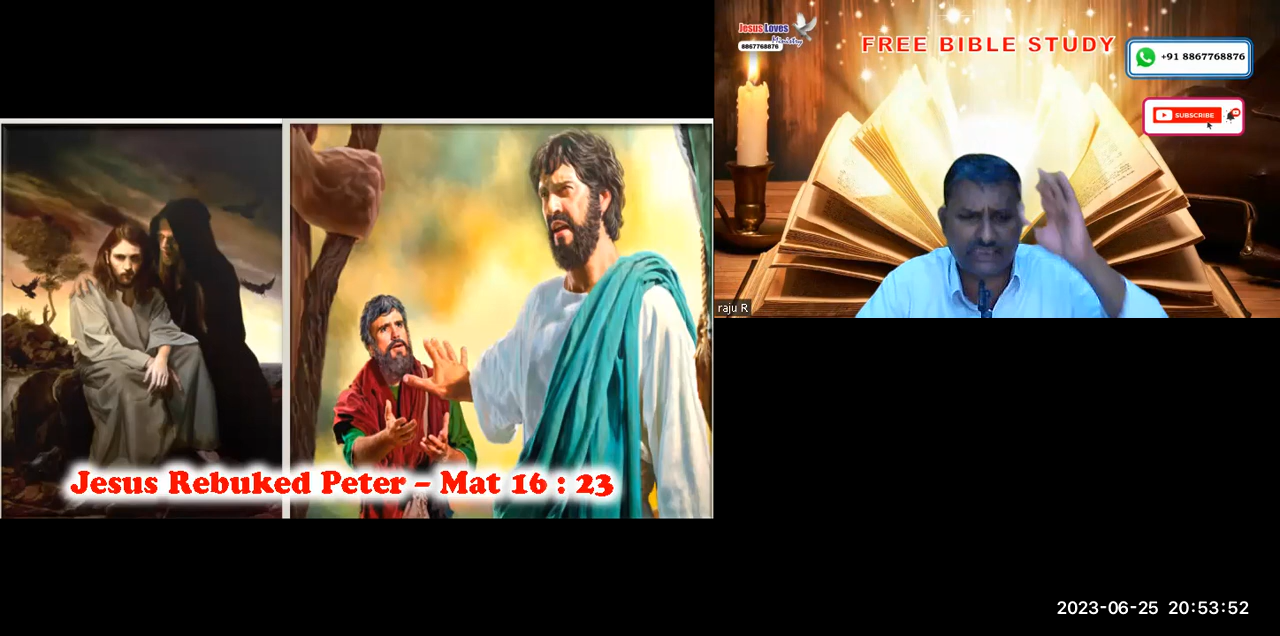 Jesus Rebuked Peter – Mat 16 : 23
Jesus Loves
Ministry
8867768876
FREE BIBLE STUDY
+91 8867768876
SUBSCRIBE
raju R
2023-06-25 20:53:52